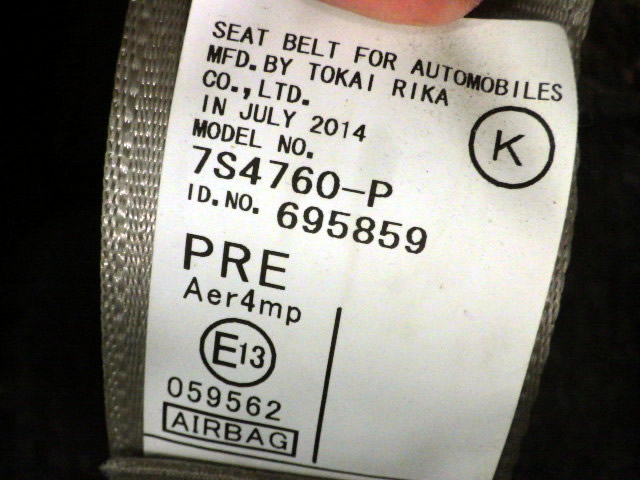 SEAT BELT FOR AUTOMOBILES
MFD. BY TOKAI RIKA
CO., LTD.
IN JULY 2014
K
MODEL NO.
7S4760-P
ID. NO. 695859
PRE
Aer4mp
E13
059562
AIRBAG